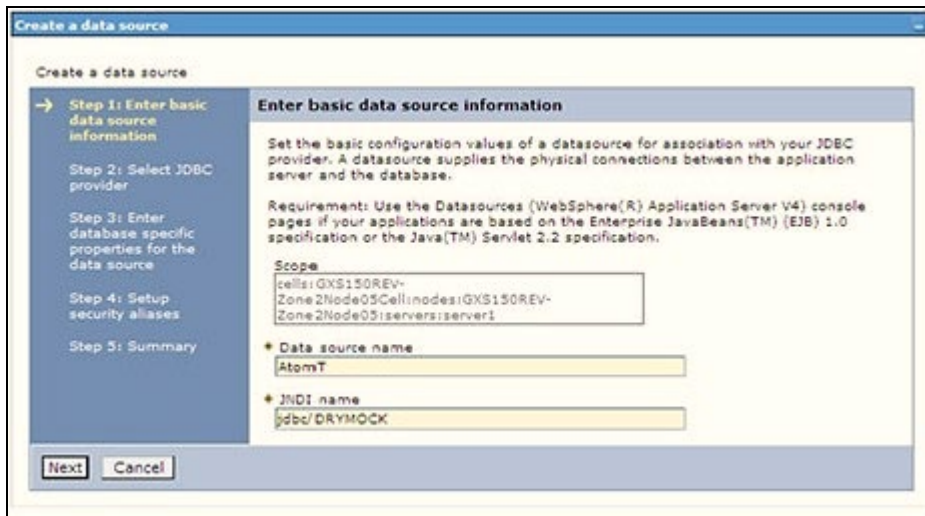 Create a data source
Create a data source
Step 1: Enter basic
data source
information
Step 2: Select JDBC
provider
Step 3: Enter
database specific
properties for the
data source
Step 4: Setup
security aliases
Step 5: Summary
Enter basic data source information
Set the basic configuration values of a datasource for association with your JDBC
provider. A datasource supplies the physical connections between the application
server and the database.
Requirement: Use the Datasources (WebSphere(R) Application Server V4) console
pages if your applications are based on the Enterprise JavaBeans(TM) (EJB) 1.0
specification or the Java(TM) Servlet 2.2 specification.
Scope
cells:GXS150REV-
Zone2Node05Cell:nodes:GXS150REV-
Zone2Node05:servers:server1
Data source name
AtomT
JNDI name
jdbc/DRYMOCK
Next Cancel